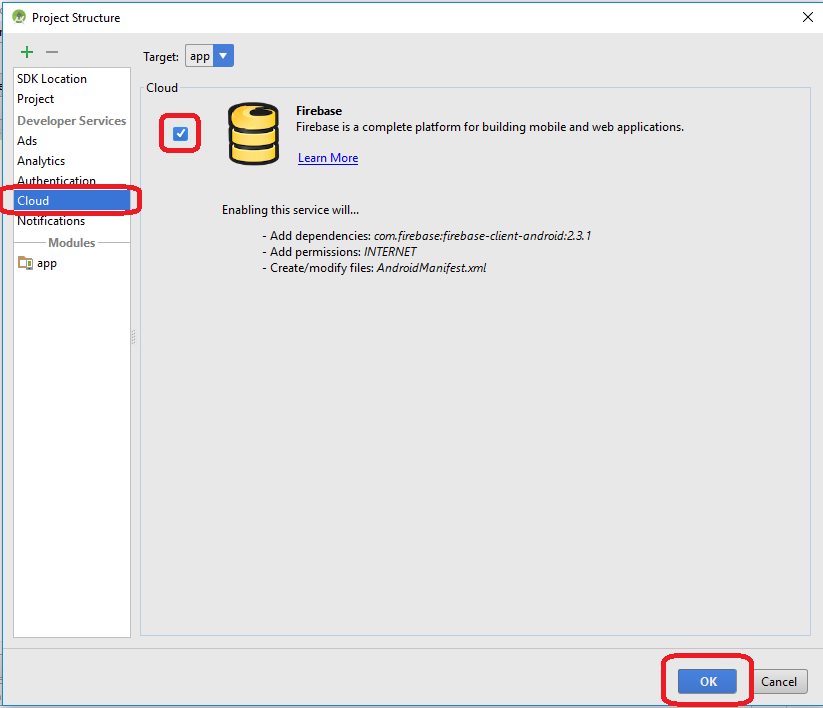 Project Structure
Target: app
SDK Location
Project
Developer Services
Ads
Analytics
Authentication
Cloud
Notifications
Modules
app
Cloud
Firebase
Firebase is a complete platform for building mobile and web applications.
Learn More
Enabling this service will...
- Add dependencies: com.firebase:firebase-client-android:2.3.1
- Add permissions: INTERNET
- Create/modify files: AndroidManifest.xml
OK
Cancel